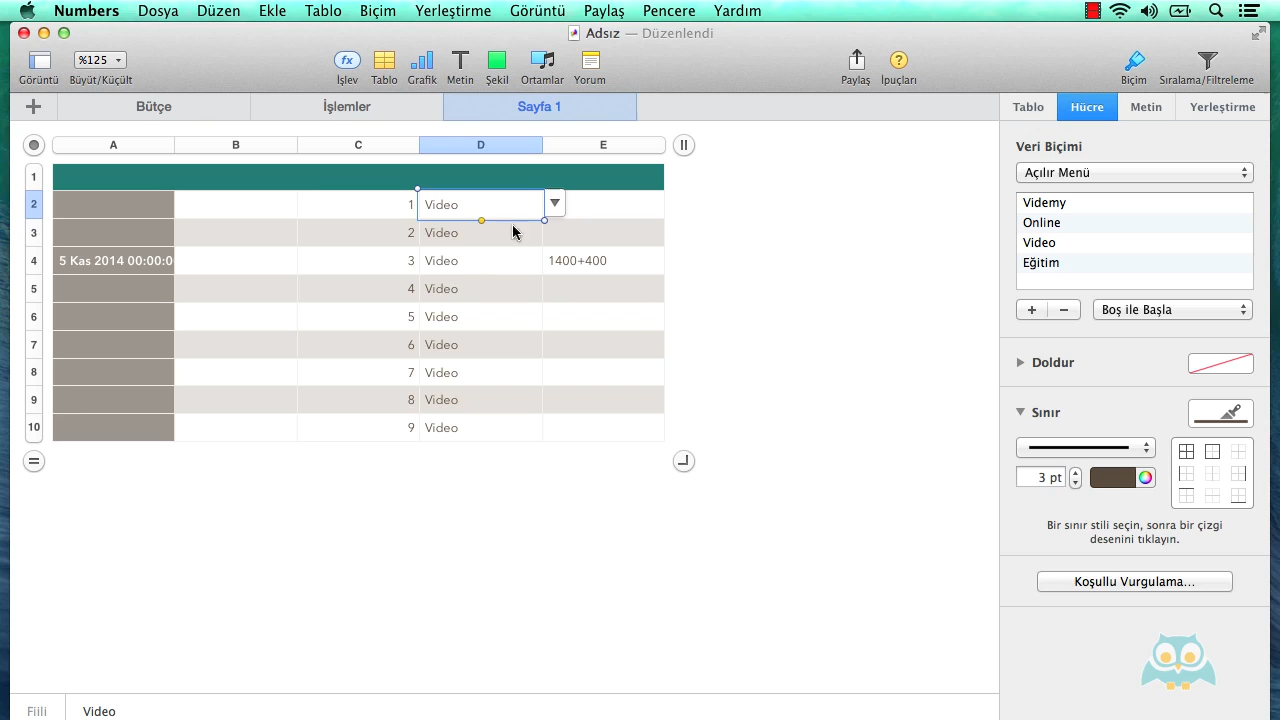 Numbers Dosya Düzen Ekle Tablo Biçim Yerleştirme Görüntü Paylaş Pencere Yardım
Adsız — Düzenlendi
%125
Görüntü Büyüt/Küçült İşlev Tablo Grafik Metin Şekil Ortamlar Yorum Paylaş İpuçları Biçim Sıralama/Filtreleme
Bütçe İşlemler Sayfa 1
Tablo Hücre Metin Yerleştirme
A B C D E
1
2 1 Video
3 2 Video
4 5 Kas 2014 00:00:0 3 Video 1400+400
5 4 Video
6 5 Video
7 6 Video
8 7 Video
9 8 Video
10 9 Video
Veri Biçimi
Açılır Menü
Videmy
Online
Video
Eğitim
+ − Boş ile Başla
Doldur
Sınır
3 pt
Bir sınır stili seçin, sonra bir çizgi
desenini tıklayın.
Koşullu Vurgulama...
Fiili Video